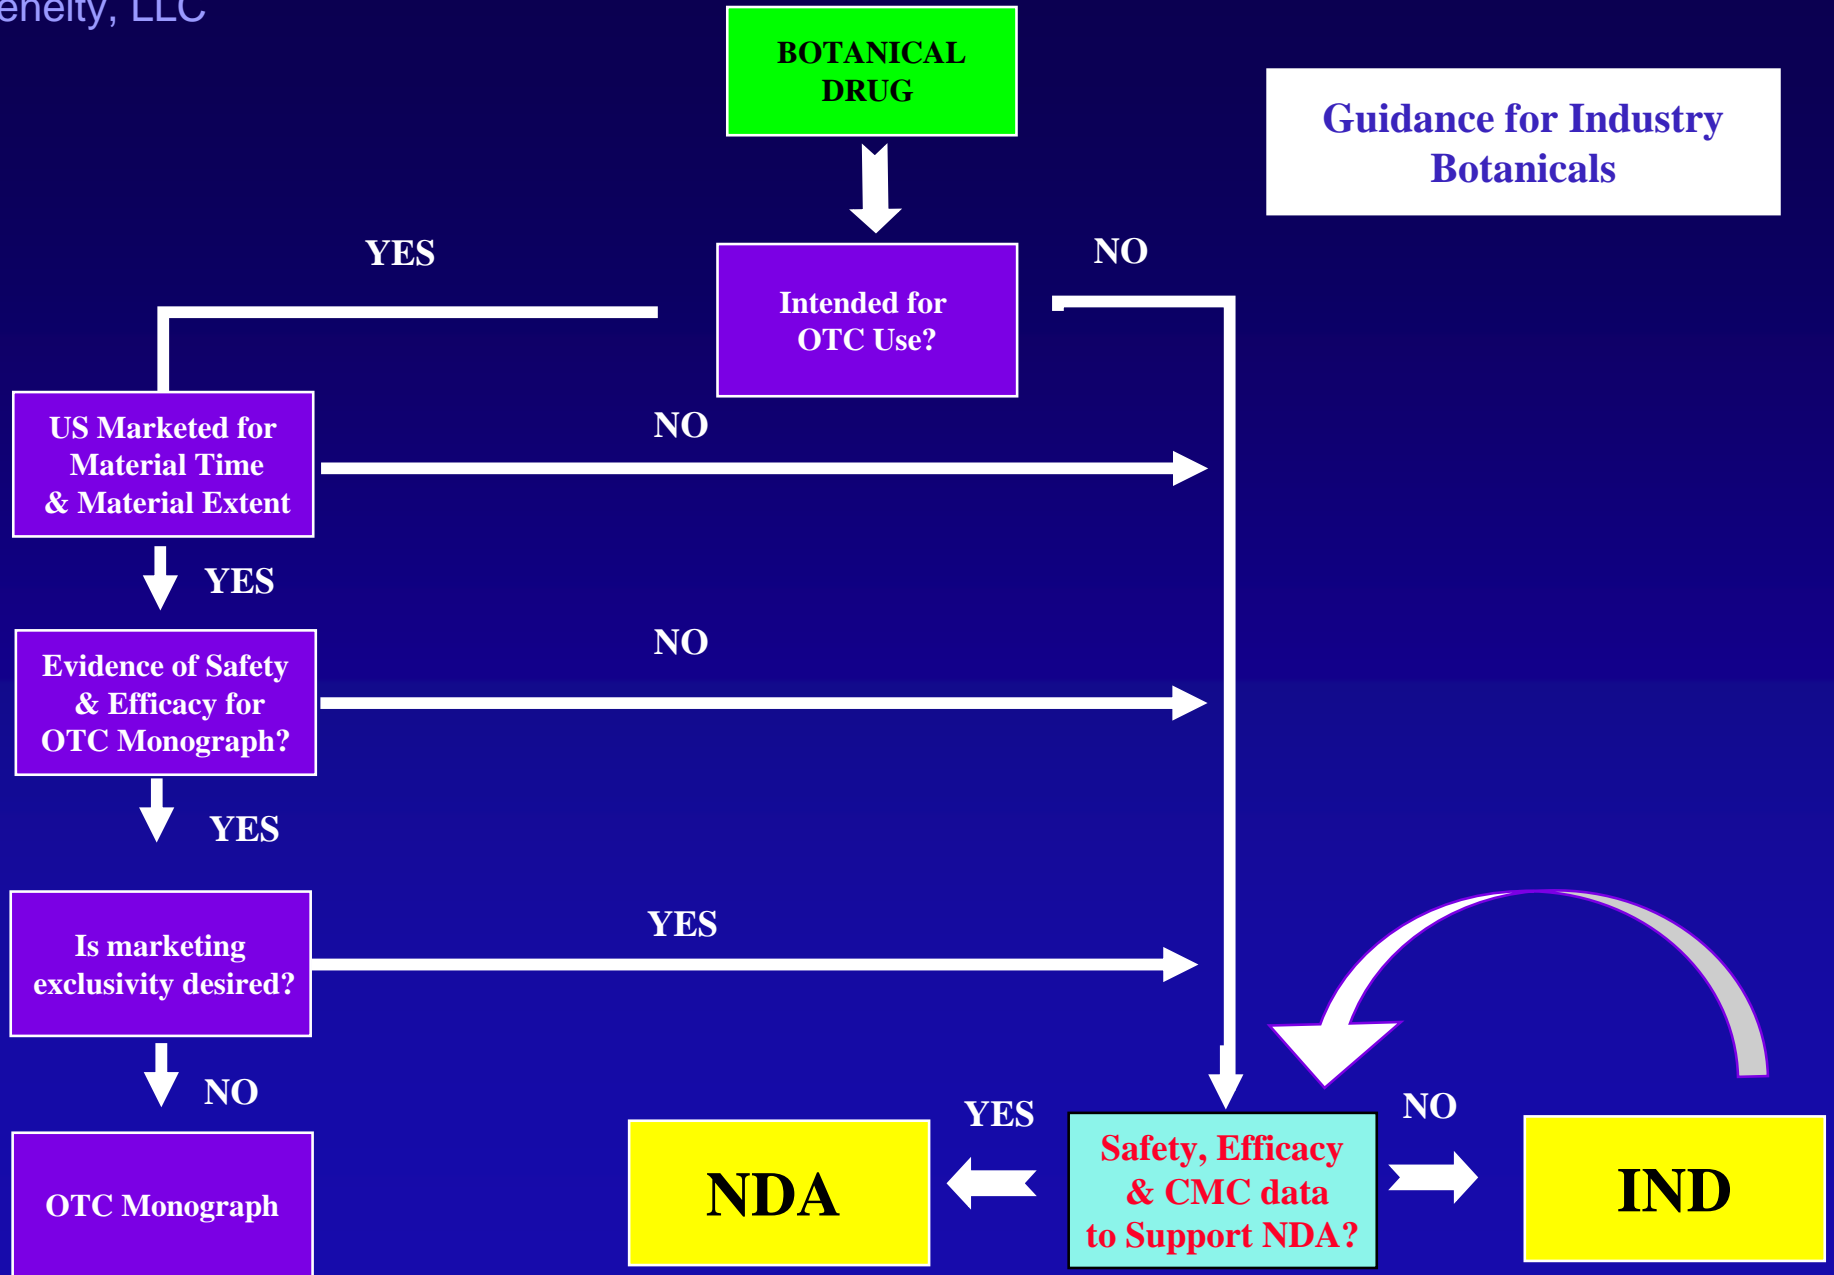 LLC
BOTANICAL
DRUG
Guidance for Industry
Botanicals
YES
NO
Intended for
OTC Use?
US Marketed for
Material Time
& Material Extent
NO
YES
Evidence of Safety
& Efficacy for
OTC Monograph?
NO
YES
Is marketing
exclusivity desired?
YES
NO
OTC Monograph
NDA
YES
Safety, Efficacy
& CMC data
to Support NDA?
NO
IND